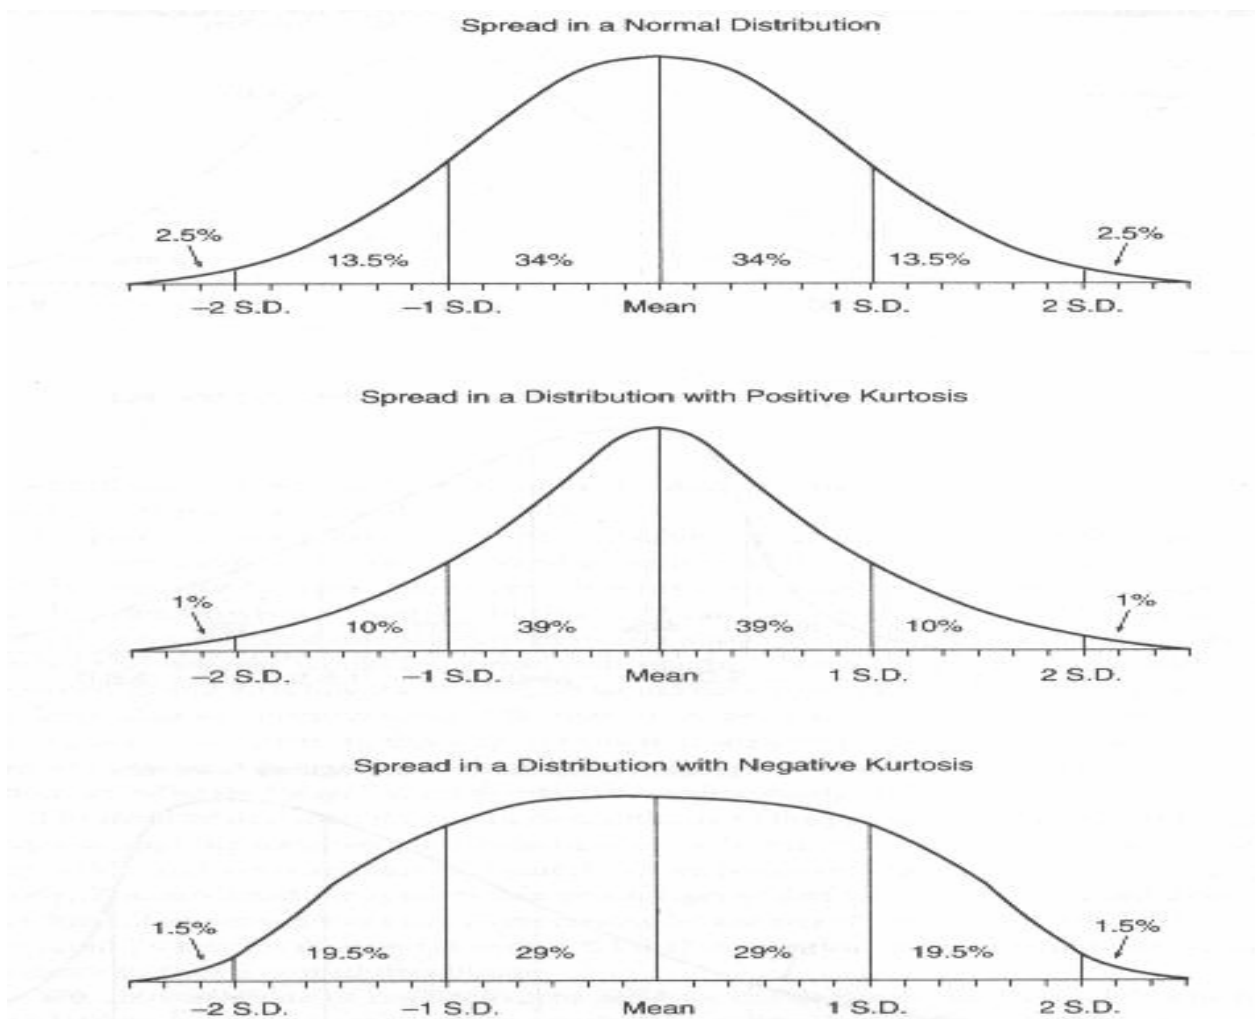 Spread in a Normal Distribution
2.5% 2.5%
13.5% 34% 34% 13.5%
–2 S.D. –1 S.D. Mean 1 S.D. 2 S.D.
Spread in a Distribution with Positive Kurtosis
1% 1%
10% 39% 39% 10%
–2 S.D. –1 S.D. Mean 1 S.D. 2 S.D.
Spread in a Distribution with Negative Kurtosis
1.5% 1.5%
19.5% 29% 29% 19.5%
–2 S.D. –1 S.D. Mean 1 S.D. 2 S.D.